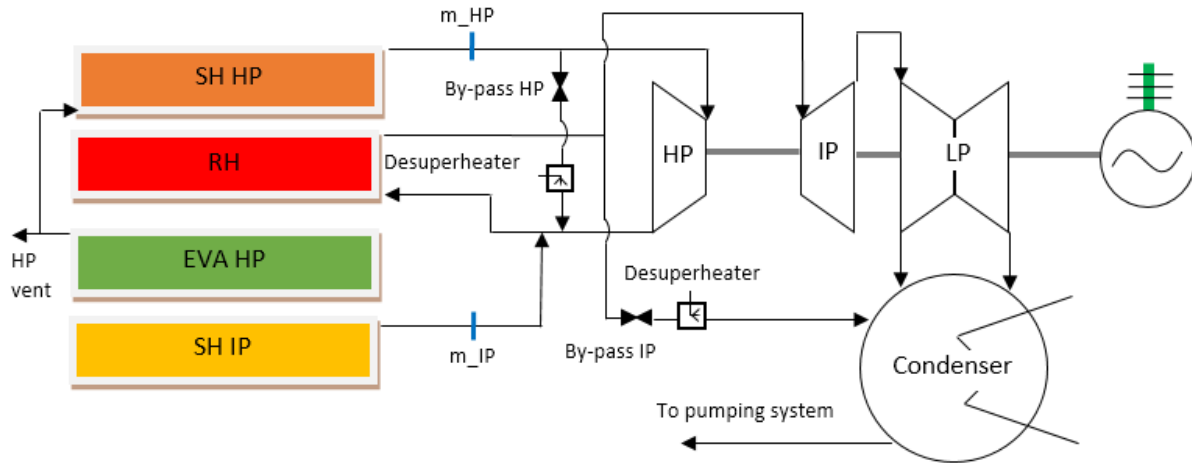 m_HP
SH HP
By-pass HP
RH
Desuperheater
HP
IP
LP
HP
vent
EVA HP
Desuperheater
SH IP
m_IP
By-pass IP
Condenser
To pumping system